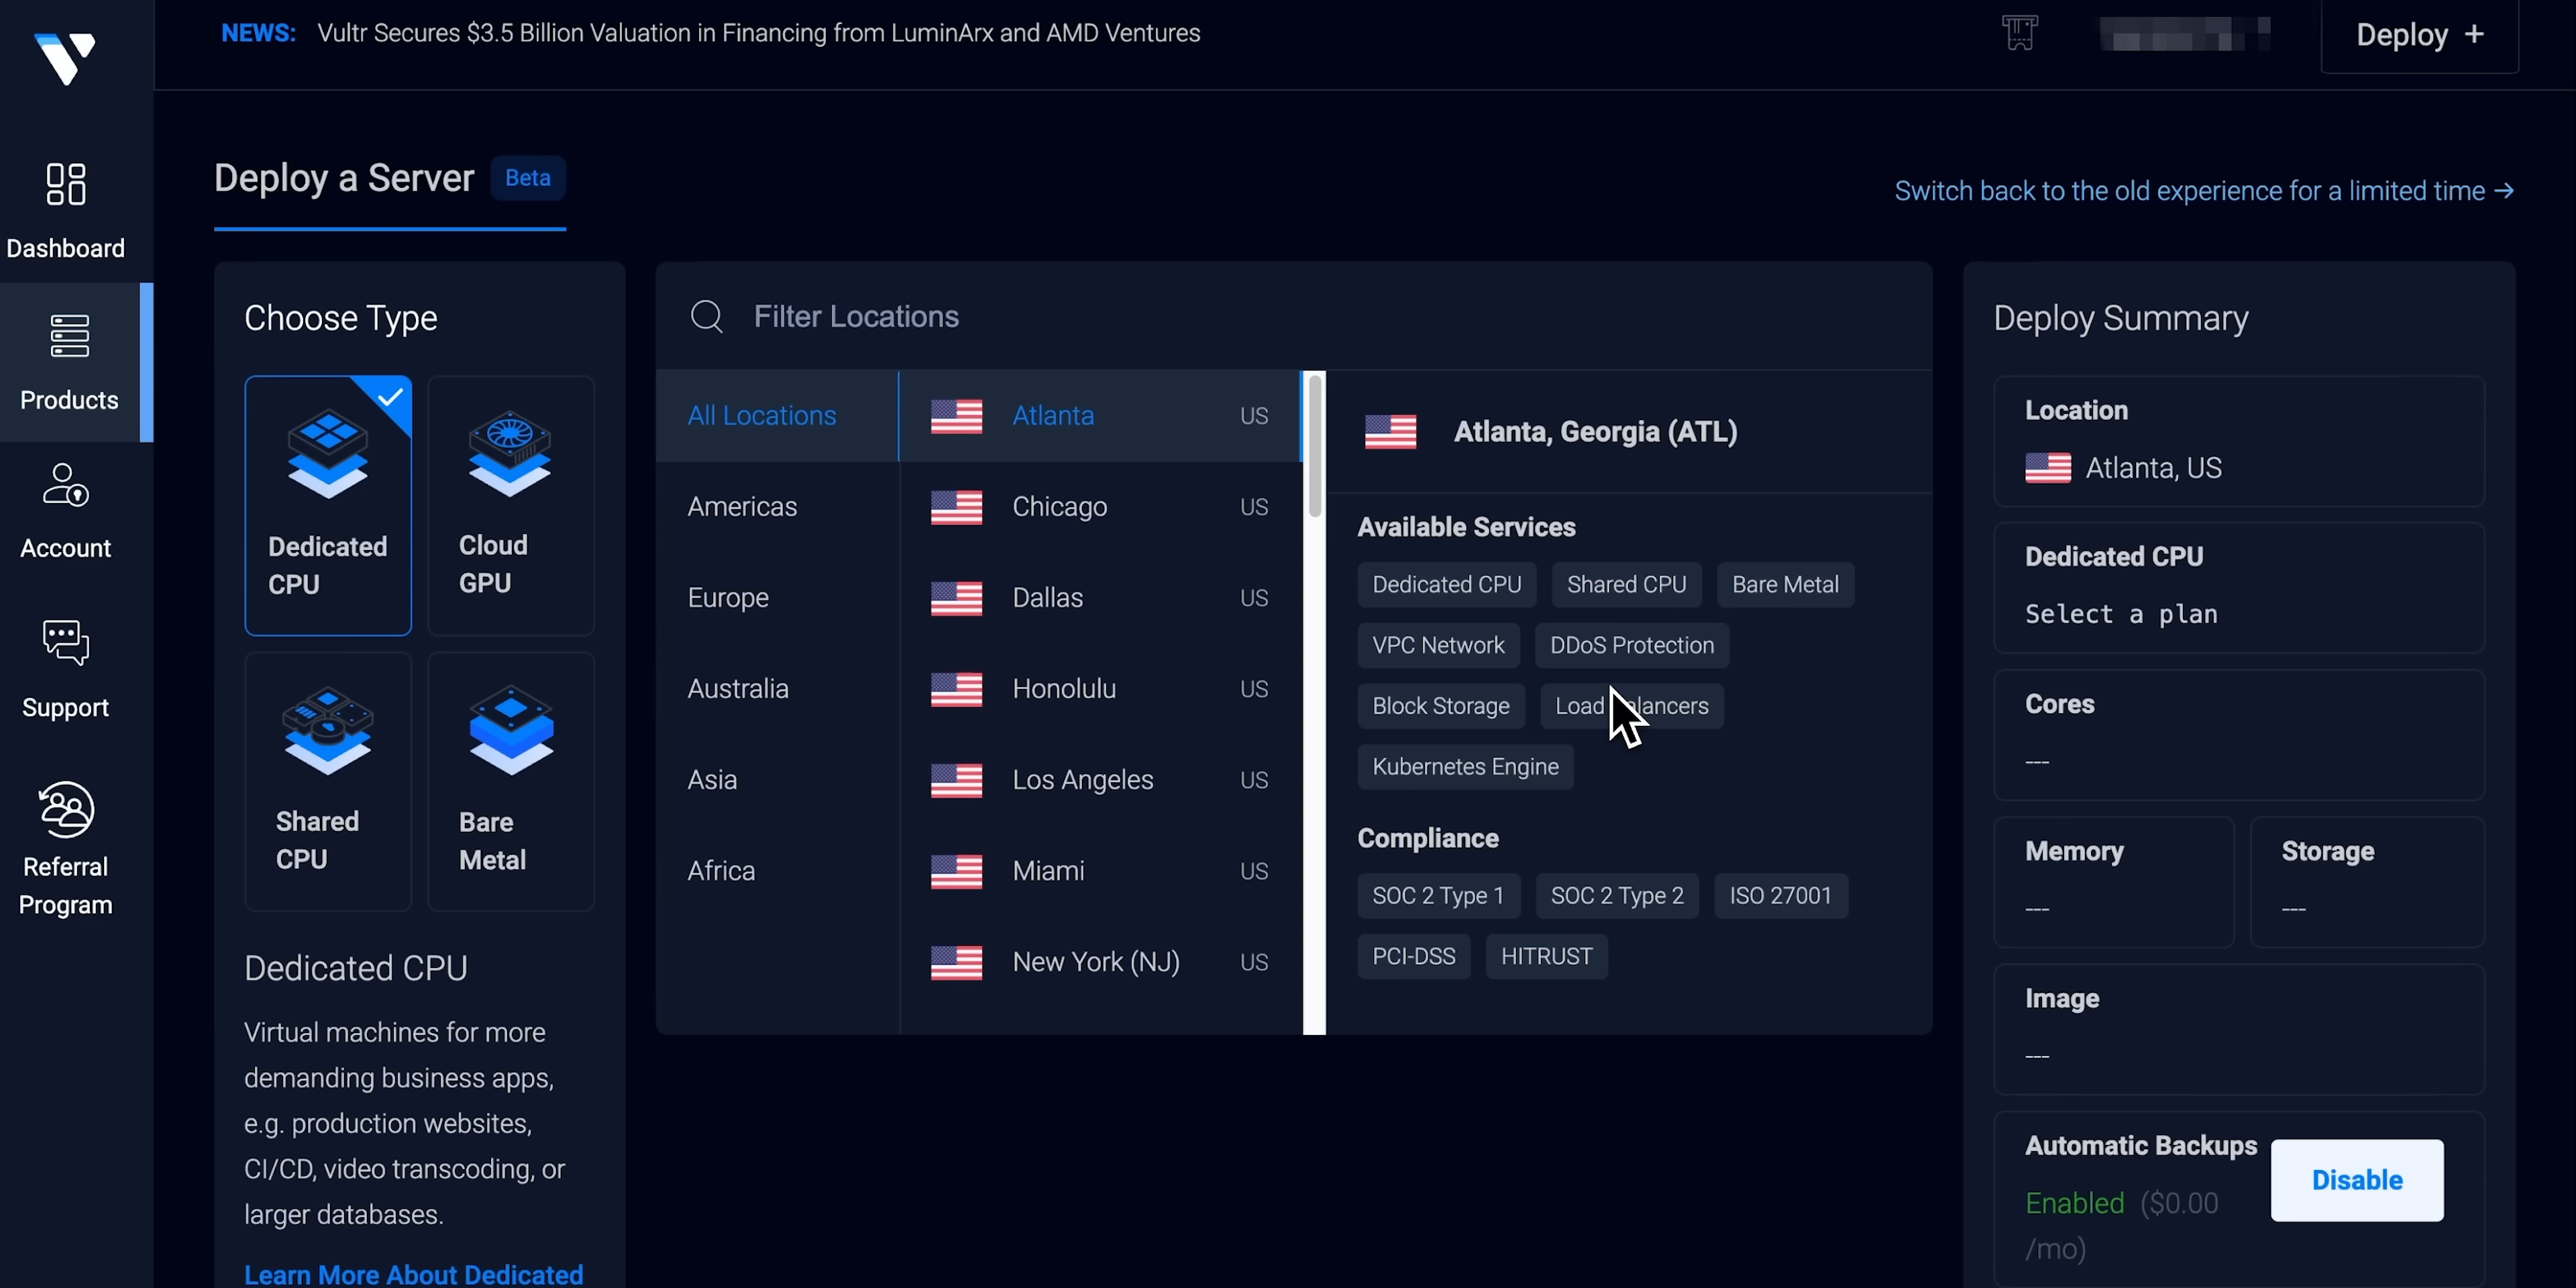 NEWS: Vultr Secures $3.5 Billion Valuation in Financing from LuminArx and AMD Ventures
Deploy +
Dashboard
Products
Account
Support
Referral
Program
Deploy a Server
Beta
Switch back to the old experience for a limited time →
Choose Type
Dedicated
CPU
Cloud
GPU
Shared
CPU
Bare
Metal
Dedicated CPU
Virtual machines for more
demanding business apps,
e.g. production websites,
CI/CD, video transcoding, or
larger databases.
Learn More About Dedicated
Filter Locations
All Locations
Americas
Europe
Australia
Asia
Africa
Atlanta US
Chicago US
Dallas US
Honolulu US
Los Angeles US
Miami US
New York (NJ) US
Atlanta, Georgia (ATL)
Available Services
Dedicated CPU Shared CPU Bare Metal
VPC Network DDoS Protection
Block Storage Load
Kubernetes Engine
Compliance
SOC 2 Type 1 SOC 2 Type 2 ISO 27001
PCI-DSS HITRUST
Deploy Summary
Location
Atlanta, US
Dedicated CPU
Select a plan
Cores
---
Memory
---
Storage
---
Image
---
Automatic Backups
Enabled ($0.00
/mo)
Disable